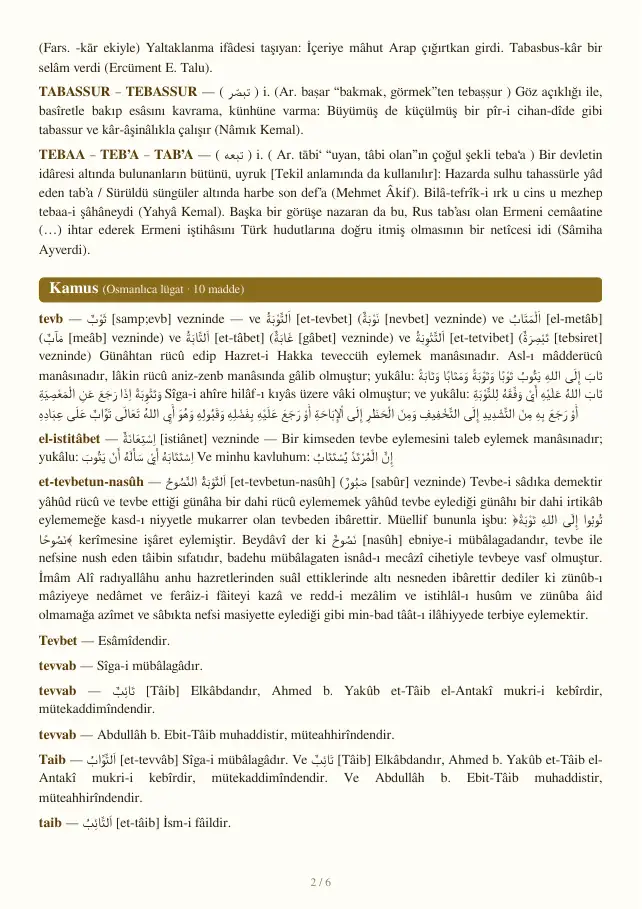 (Fars. -kār ekiyle) Yaltaklanma ifâdesi taşıyan: İçeriye mâhut Arap çığırtkan girdi. Tabasbus-kâr bir
selâm verdi (Ercüment E. Talu).
TABASSUR – TEBASSUR — ( تبصّر ) i. (Ar. baṣar “bakmak, görmek”ten tebaṣṣur ) Göz açıklığı ile,
basîretle bakıp esâsını kavrama, künhüne varma: Büyümüş de küçülmüş bir pîr-i cihan-dîde gibi
tabassur ve kâr-âşinâlıkla çalışır (Nâmık Kemal).
TEBAA – TEB’A – TAB’A — ( تبعه ) i. ( Ar. tābi‘ “uyan, tâbi olan”ın çoğul şekli teba‘a ) Bir devletin
idâresi altında bulunanların bütünü, uyruk [Tekil anlamında da kullanılır]: Hazarda sulhu tahassürle yâd
eden tab’a / Sürüldü süngüler altında harbe son def’a (Mehmet Âkif). Bilâ-tefrîk-i ırk u cins u mezhep
tebaa-i şâhâneydi (Yahyâ Kemal). Başka bir görüşe nazaran da bu, Rus tab’ası olan Ermeni cemâatine
(…) ihtar ederek Ermeni iştihâsını Türk hudutlarına doğru itmiş olmasının bir netîcesi idi (Sâmiha
Ayverdi).
Kamus (Osmanlıca lügat · 10 madde)
tevb — تَوْبٌ [samp;evb] vezninde — ve اَلتَّوْبَةُ [et-tevbet] (نَوْبَةٌ [nevbet] vezninde) ve اَلْمَتَابُ [el-metâb]
(مَآبٌ [meâb] vezninde) ve اَلتَّابَةُ [et-tâbet] (غَابَةٌ [gâbet] vezninde) ve اَلتَّتْوِبَةُ [et-tetvibet] (تَبْصِرَةٌ [tebsiret]
vezninde) Günâhtan rücû edip Hazret-i Hakka teveccüh eylemek manâsınadır. Asl-ı mâdderücû
manâsınadır, lâkin rücû aniz-zenb manâsında gâlib olmuştur; yukâlu: تَابَ إِلَى اللهِ يَتُوبُ تَوْبًا وَتَوْبَةً وَمَتَابًا وَتَابَةً
وَتَتْوِبَةً إِذَا رَجَعَ عَنِ الْمَعْصِيَةِ Sîga-i ahîre hilâf-ı kıyâs üzere vâki olmuştur; ve yukâlu: تَابَ اللهُ عَلَيْهِ أَيْ وَفَّقَهُ لِلتَّوْبَةِ
أَوْ رَجَعَ بِهِ مِنَ التَّشْدِيدِ إِلَى التَّخْفِيفِ وَمِنَ الْحَظَرِ إِلَى الْإِبَاحَةِ أَوْ رَجَعَ عَلَيْهِ بِفَضْلِهِ وَقَبُولِهِ وَهُوَ أَيِ اللهُ تَعَالَى تَوَّابٌ عَلَى عِبَادِهِ
el-istitâbet — اِسْتِعَانَةٌ [istiânet] vezninde — Bir kimseden tevbe eylemesini taleb eylemek manâsınadır;
yukâlu: اِسْتَتَابَهُ أَيْ سَأَلَهُ أَنْ يَتُوبَ Ve minhu kavluhum: إِنَّ الْمُرْتَدَّ يُسْتَتَابُ
et-tevbetun-nasûh — اَلتَّوْبَةُ النَّصُوحُ [et-tevbetun-nasûh] (صَبُورٌ [sabûr] vezninde) Tevbe-i sâdıka demektir
yâhûd rücû ve tevbe ettiği günâha bir dahi rücû eylememek yâhûd tevbe eylediği günâhı bir dahi irtikâb
eylememeğe kasd-ı niyyetle mukarrer olan tevbeden ibârettir. Müellif bununla işbu: ﴿تُوبُوا إِلَى اللهِ تَوْبَةً
نَصُوحًا﴾ kerîmesine işâret eylemiştir. Beydâvî der ki نَصُوحٌ [nasûh] ebniye-i mübâlagadandır, tevbe ile
nefsine nush eden tâibin sıfatıdır, badehu mübâlagaten isnâd-ı mecâzî cihetiyle tevbeye vasf olmuştur.
İmâm Alî radıyallâhu anhu hazretlerinden suâl ettiklerinde altı nesneden ibârettir dediler ki zünûb-ı
mâziyeye nedâmet ve ferâiz-i fâiteyi kazâ ve redd-i mezâlim ve istihlâl-ı husûm ve zünûba âid
olmamağa azîmet ve sâbıkta nefsi masiyette eylediği gibi min-bad tâât-ı ilâhiyyede terbiye eylemektir.
Tevbet — Esâmîdendir.
tevvab — Sîga-i mübâlagâdır.
tevvab — تَائِبٌ [Tâib] Elkâbdandır, Ahmed b. Yakûb et-Tâib el-Antakî mukri-i kebîrdir,
mütekaddimîndendir.
tevvab — Abdullâh b. Ebit-Tâib muhaddistir, müteahhirîndendir.
Taib — اَلتَّوَّابُ [et-tevvâb] Sîga-i mübâlagâdır. Ve تَائِبٌ [Tâib] Elkâbdandır, Ahmed b. Yakûb et-Tâib el-
Antakî mukri-i kebîrdir, mütekaddimîndendir. Ve Abdullâh b. Ebit-Tâib muhaddistir,
müteahhirîndendir.
taib — اَلتَّائِبُ [et-tâib] İsm-i fâildir.
2 / 6